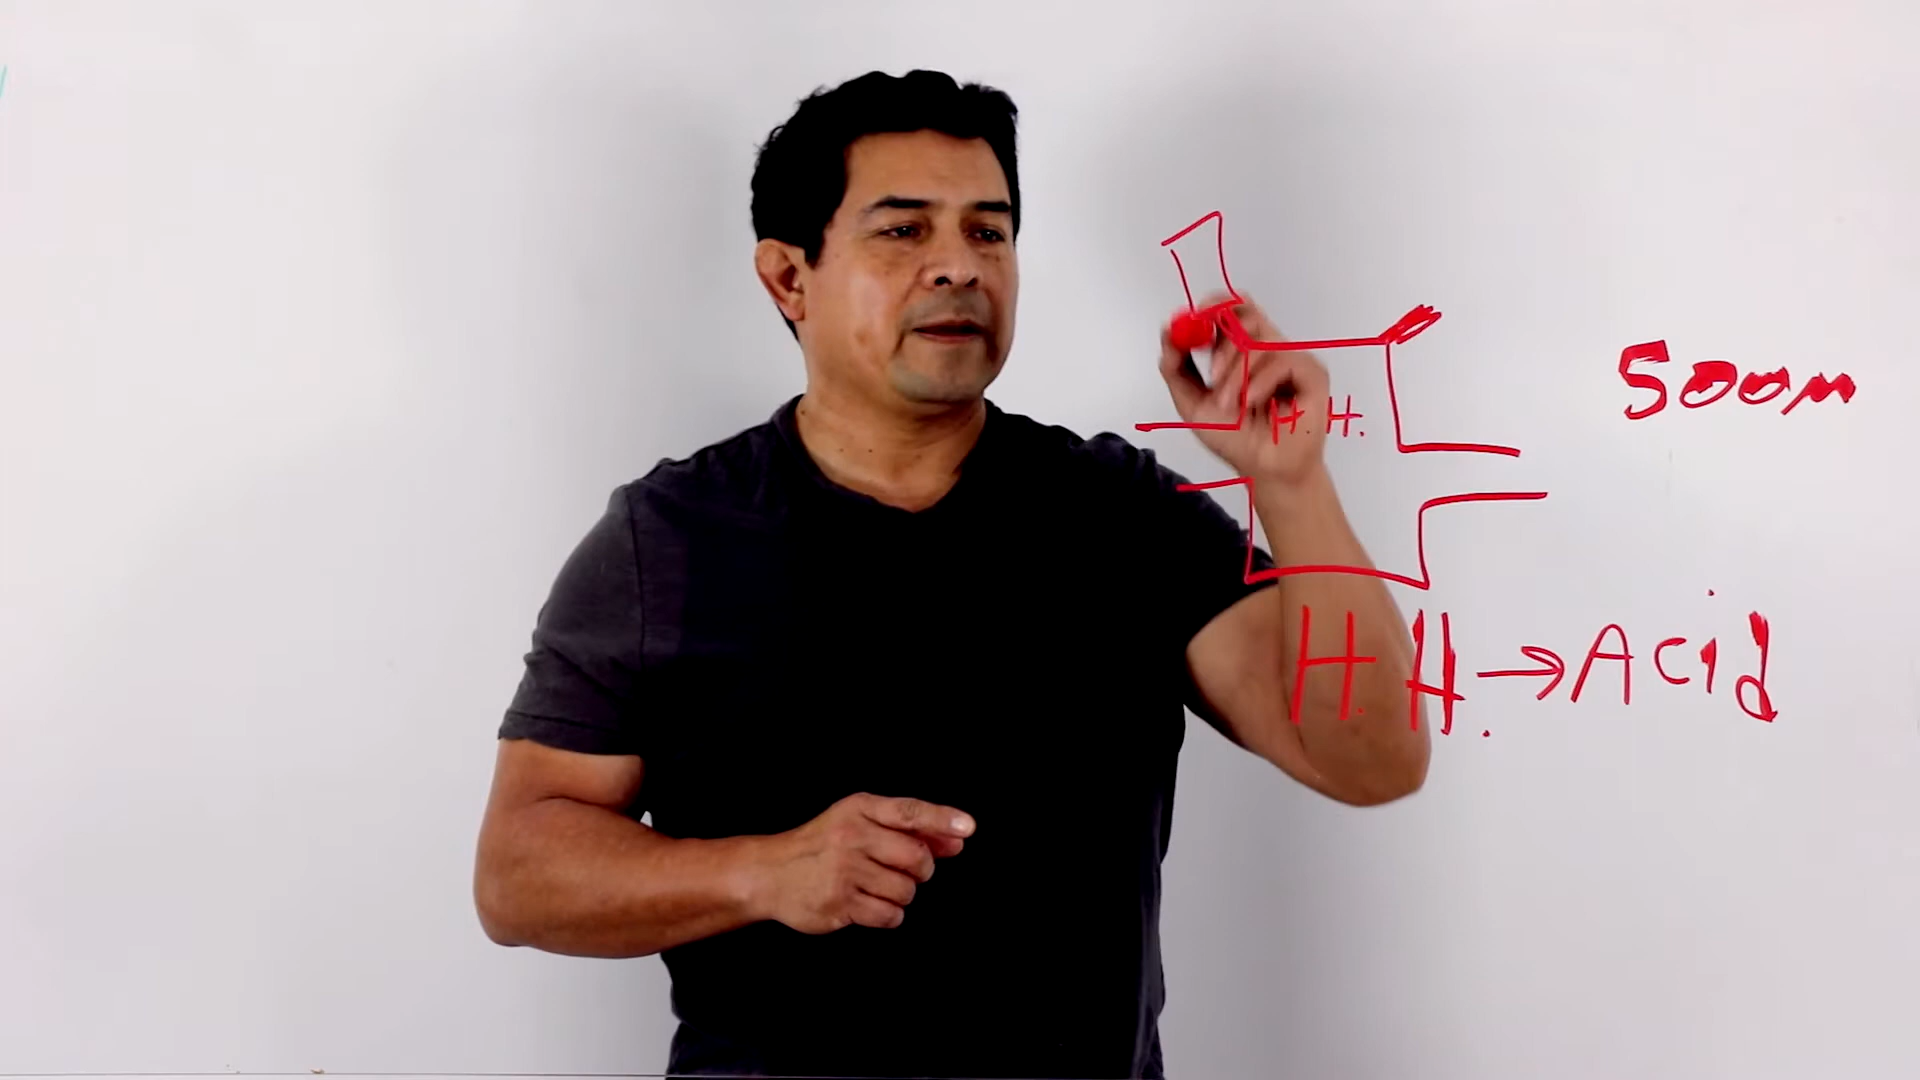 500m
H. H.
H. H. → Acid